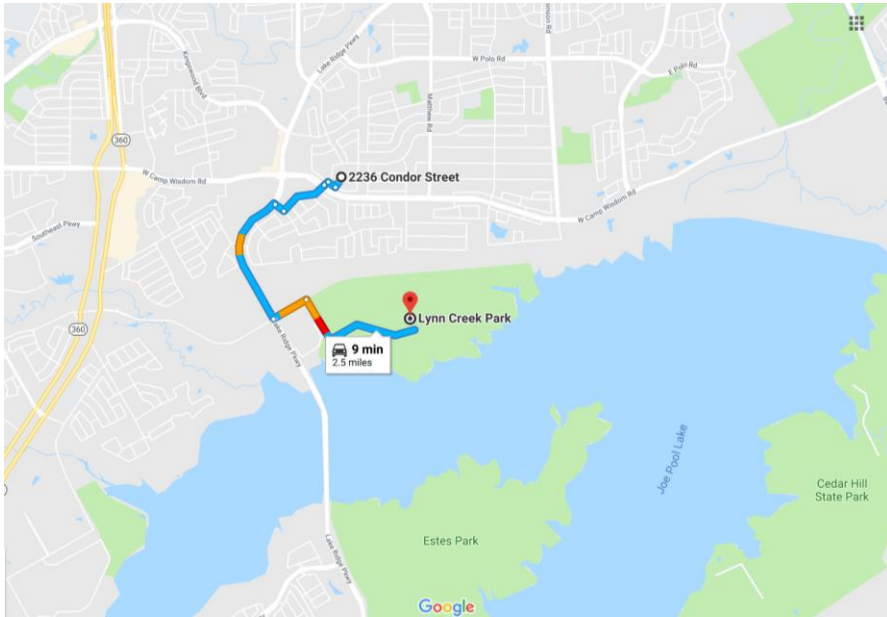 Lake Ridge Pkwy
W Polo Rd
E Polo Rd
Kingswood Blvd
Matthew Rd
360
W Camp Wisdom Rd
2236 Condor Street
W Camp Wisdom Rd
Southeast Pkwy
Lynn Creek Park
360
Lake Ridge Pkwy
9 min
2.5 miles
Joe Pool Lake
Cedar Hill
State Park
Estes Park
Lake Ridge Pkwy
Google